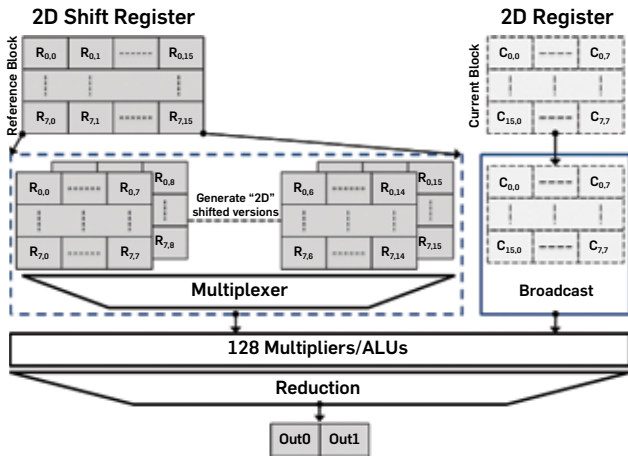 2D Shift Register
2D Register
Reference Block
R0,0 R0,1 R0,15
R7,0 R7,1 R7,15
Current Block
C0,0 C0,7
C15,0 C7,7
R0,8
R0,0 R0,7
R7,8
R7,0 R7,7
Generate "2D"
shifted versions
R0,15
R0,6 R0,14
R7,15
R7,6 R7,14
C0,0 C0,7
C15,0 C7,7
Multiplexer
Broadcast
128 Multipliers/ALUs
Reduction
Out0 Out1